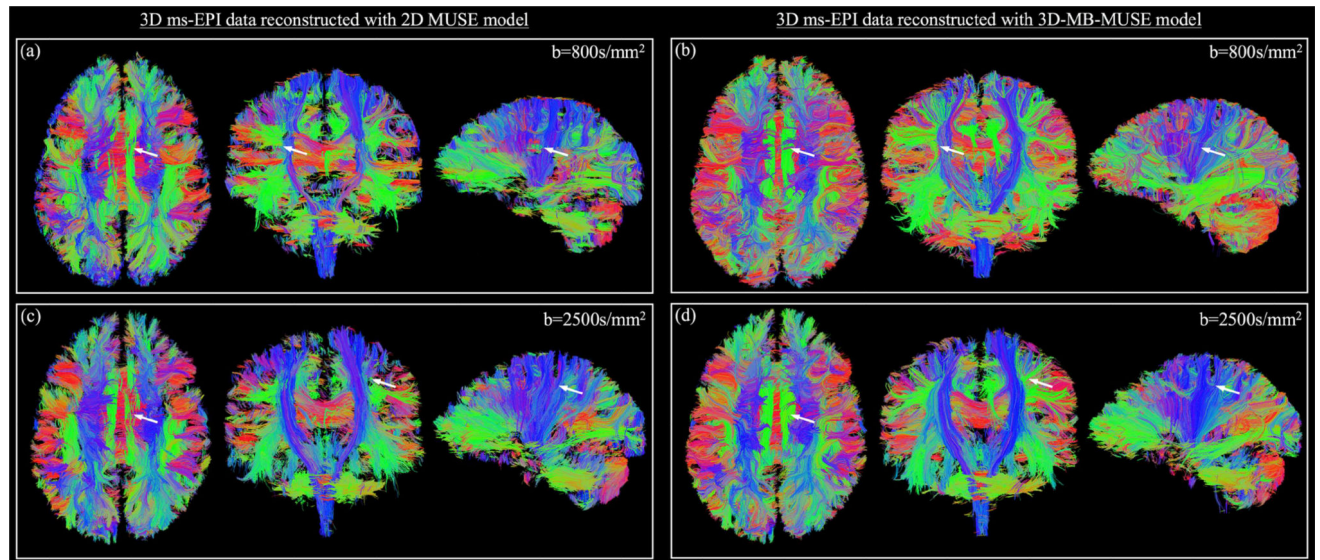 3D ms-EPI data reconstructed with 2D MUSE model
3D ms-EPI data reconstructed with 3D-MB-MUSE model
(a)
b=800s/mm²
(b)
b=800s/mm²
(c)
b=2500s/mm²
(d)
b=2500s/mm²